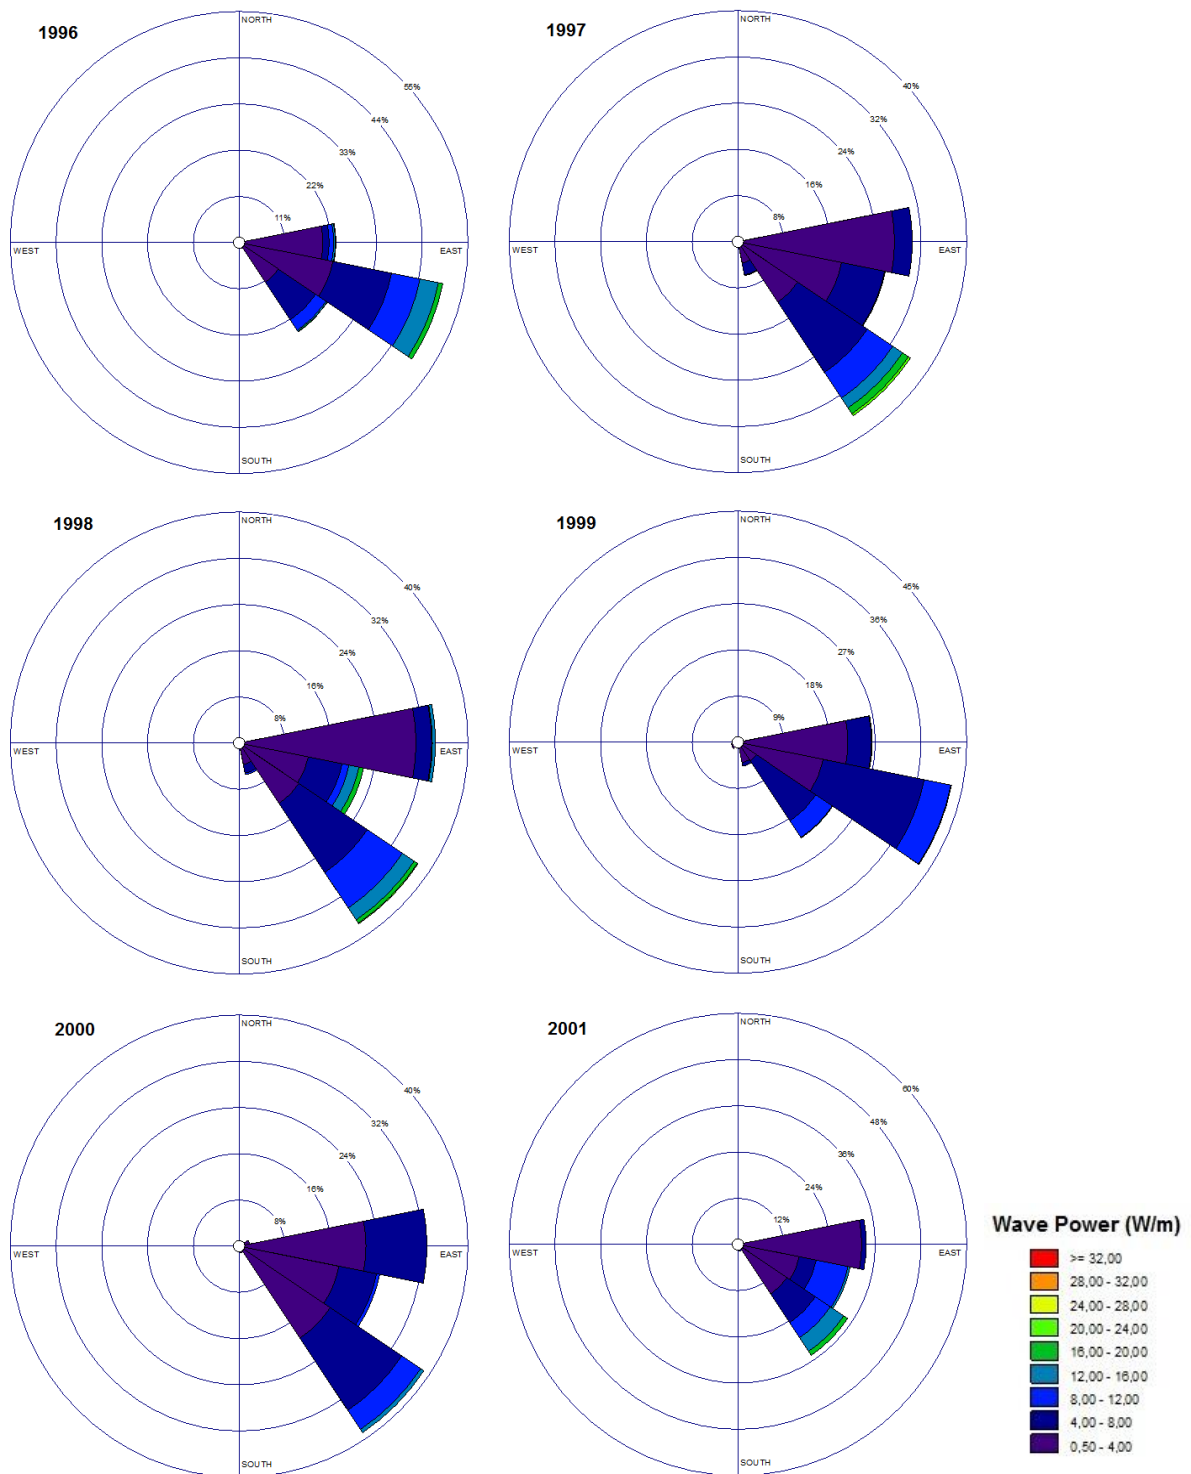 1996
NORTH
55%
44%
33%
22%
11%
WEST
EAST
SOUTH
1997
NORTH
40%
32%
24%
16%
8%
WEST
EAST
SOUTH
1998
NORTH
40%
32%
24%
16%
8%
WEST
EAST
SOUTH
1999
NORTH
45%
36%
27%
18%
9%
WEST
EAST
SOUTH
2000
NORTH
40%
32%
24%
16%
8%
WEST
EAST
SOUTH
2001
NORTH
60%
48%
36%
24%
12%
WEST
EAST
SOUTH
Wave Power (W/m)
>= 32,00
28,00 - 32,00
24,00 - 28,00
20,00 - 24,00
16,00 - 20,00
12,00 - 16,00
8,00 - 12,00
4,00 - 8,00
0,50 - 4,00